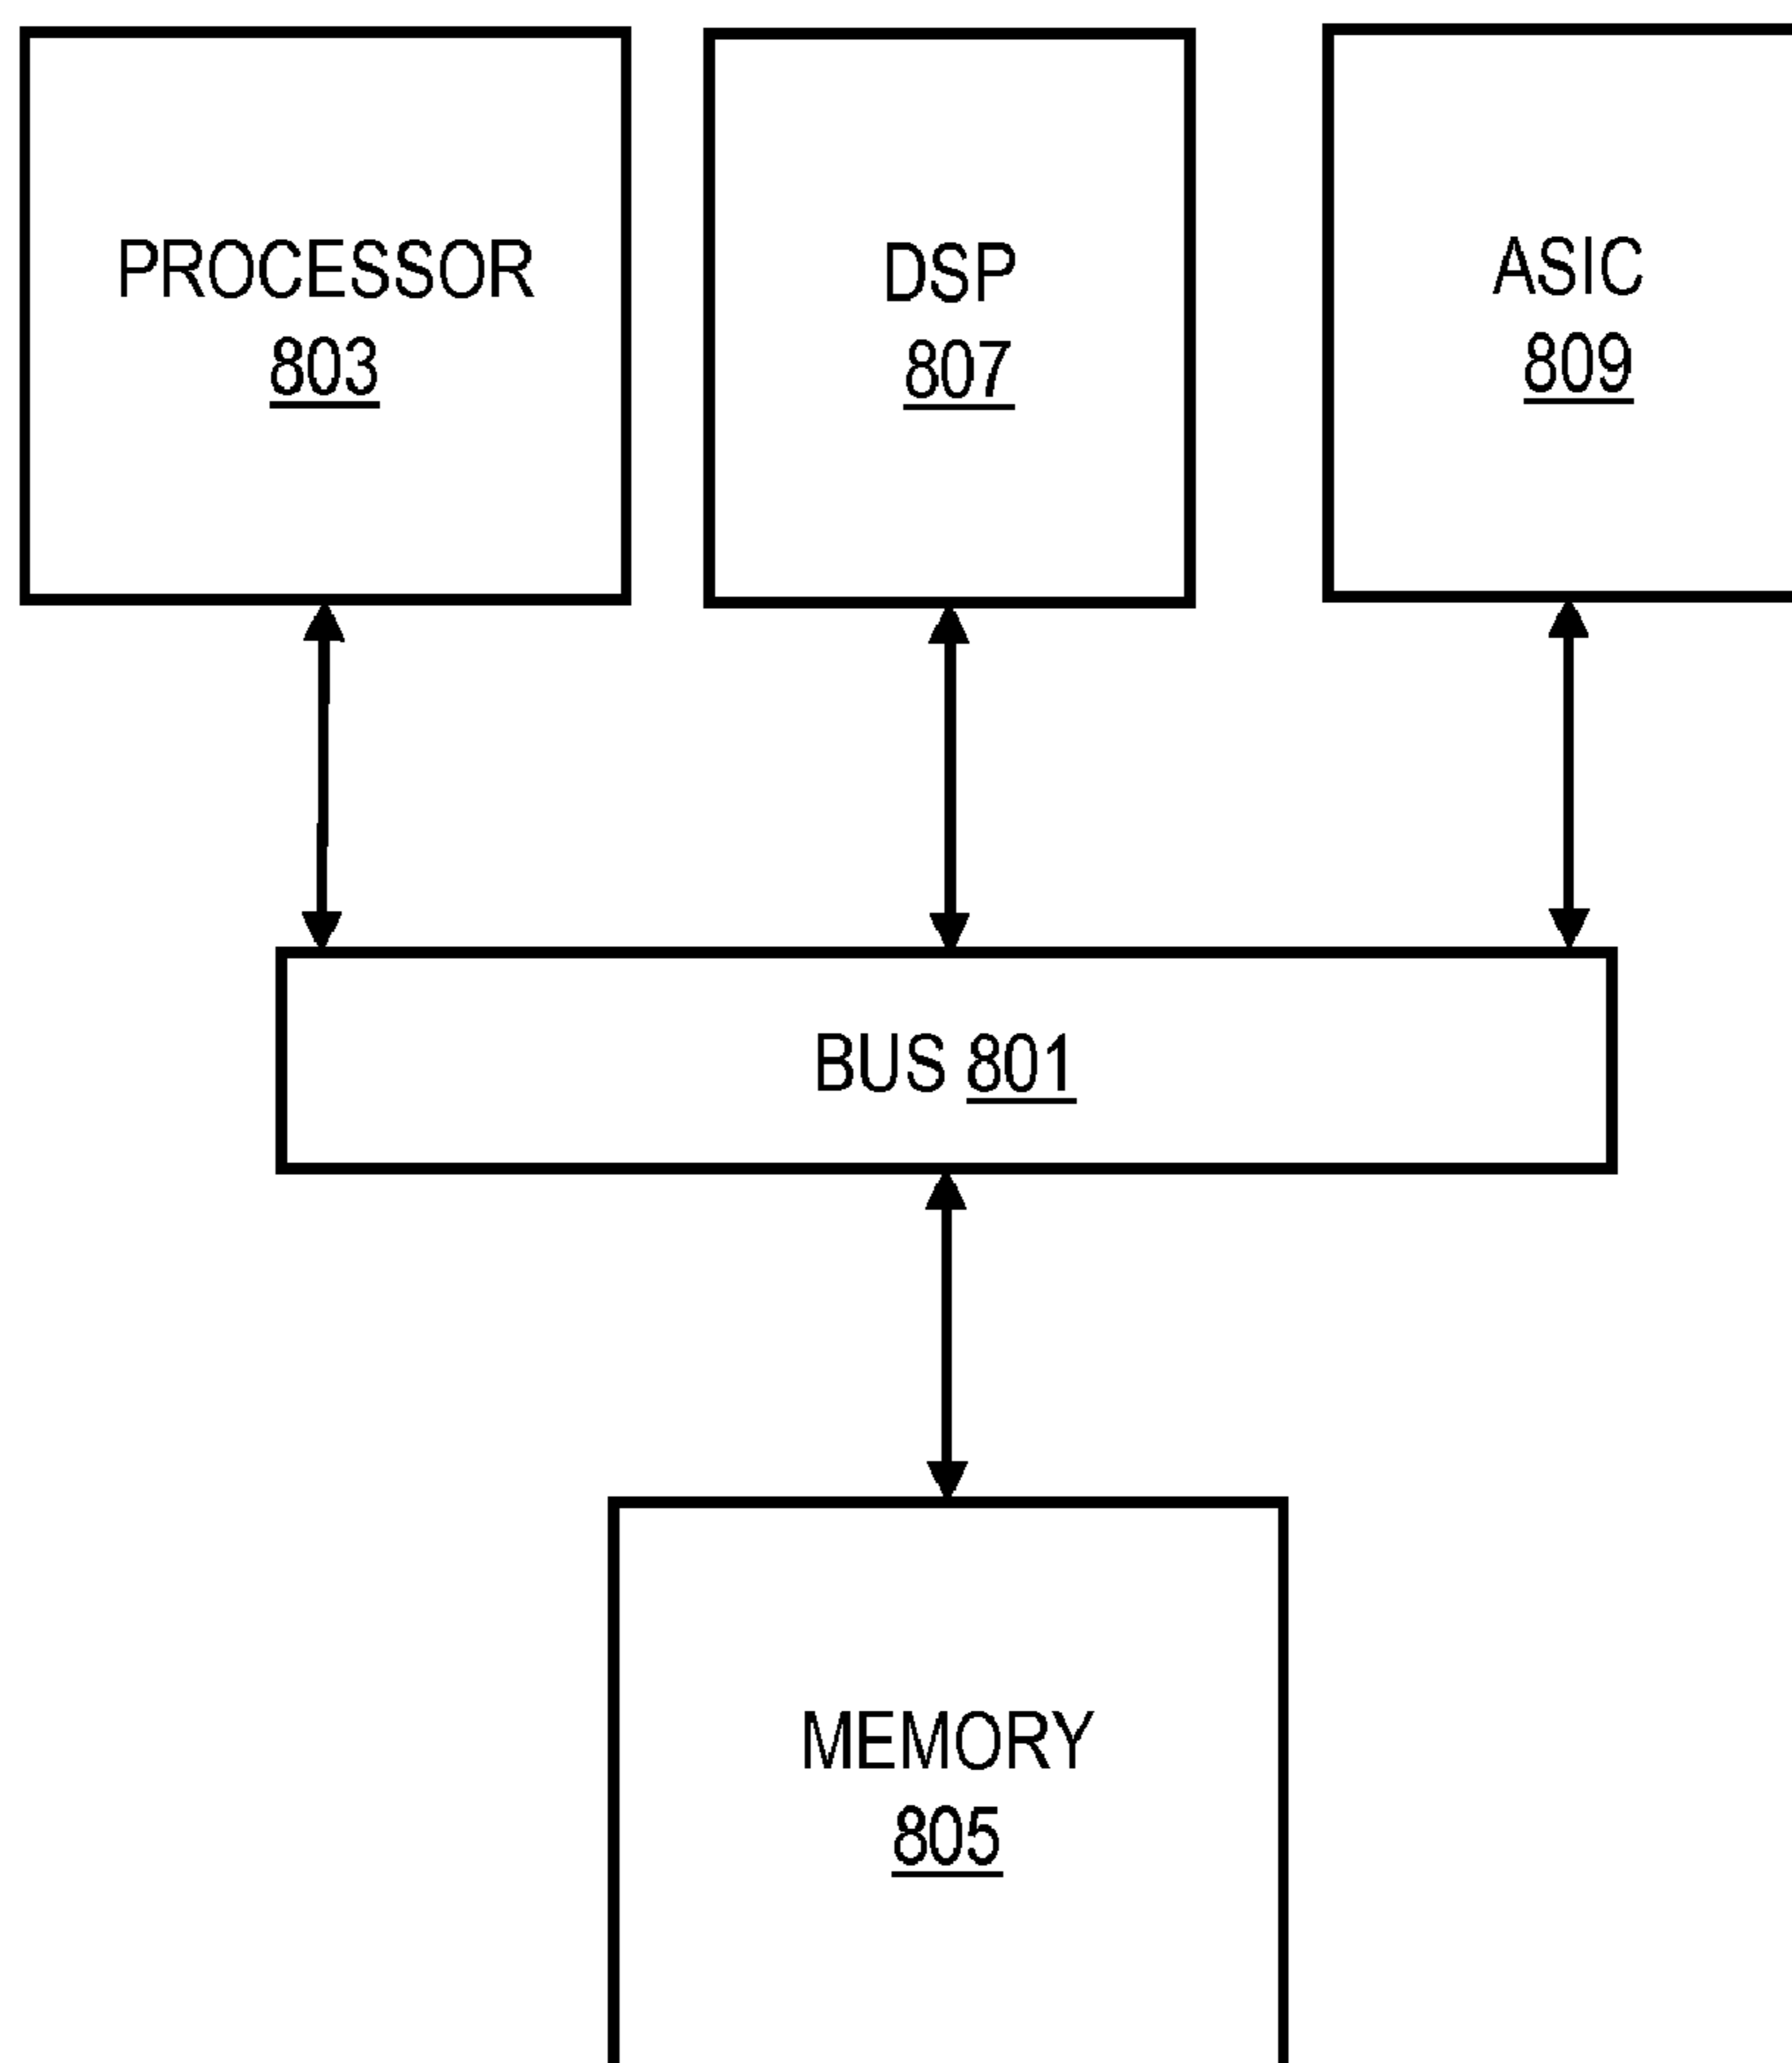 PROCESSOR
803
DSP
807
ASIC
809
BUS 801
MEMORY
805